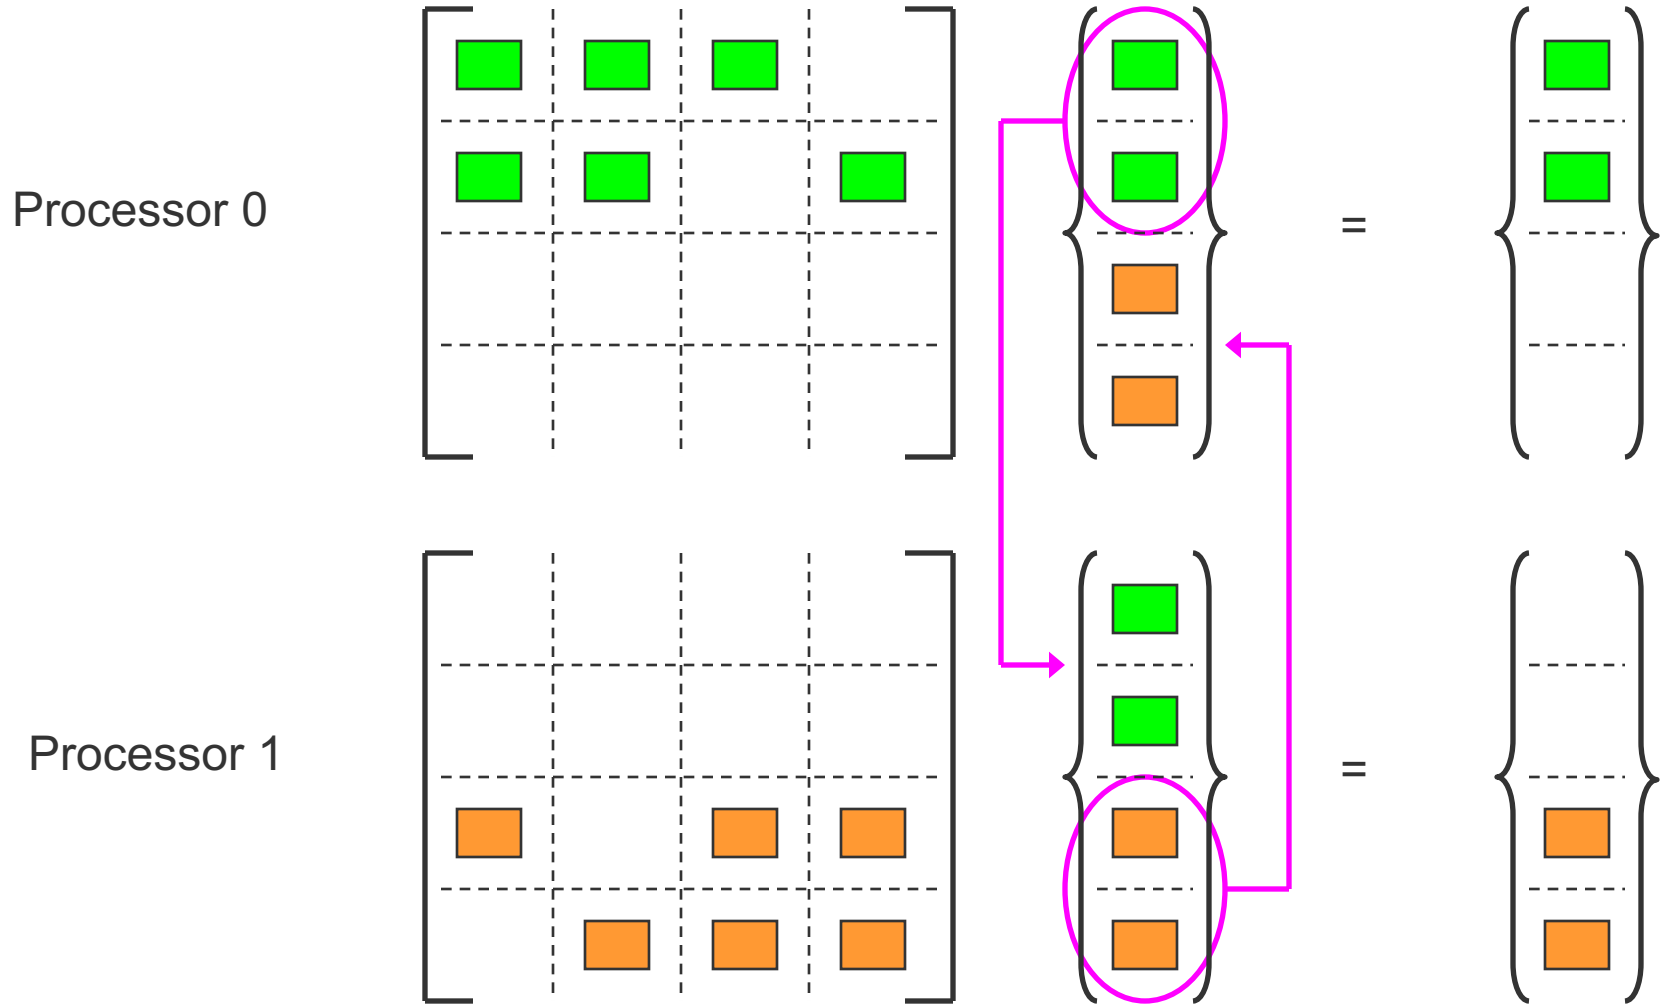 Processor 0
=
Processor 1
=